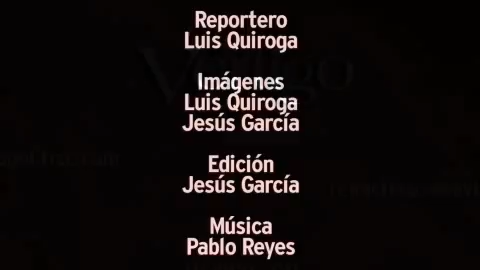 Reportero
Luis Quiroga
Imágenes
Luis Quiroga
Jesús García
Edición
Jesús García
Música
Pablo Reyes